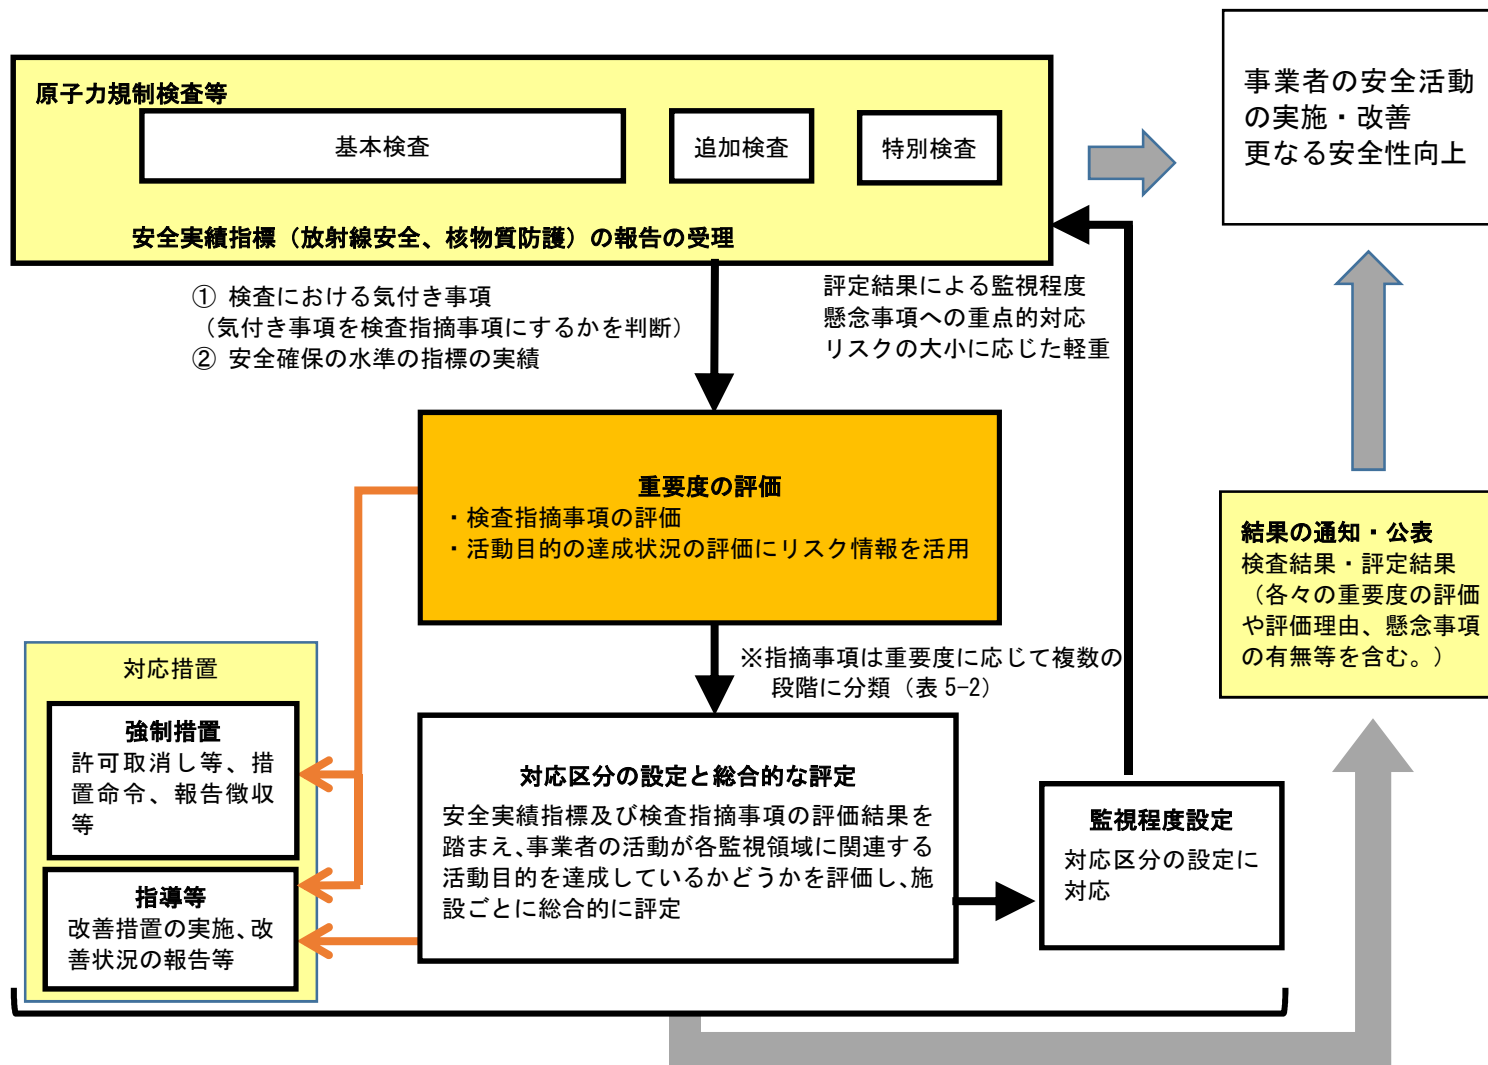 原子力規制検査等
基本検査
追加検査
特別検査
安全実績指標（放射線安全、核物質防護）の報告の受理
事業者の安全活動
の実施・改善
更なる安全性向上
① 検査における気付き事項
（気付き事項を検査指摘事項にするかを判断）
② 安全確保の水準の指標の実績
評定結果による監視程度
懸念事項への重点的対応
リスクの大小に応じた軽重
重要度の評価
・検査指摘事項の評価
・活動目的の達成状況の評価にリスク情報を活用
結果の通知・公表
検査結果・評定結果
（各々の重要度の評価
や評価理由、懸念事項
の有無等を含む。）
※指摘事項は重要度に応じて複数の
段階に分類（表 5-2）
対応措置
強制措置
許可取消し等、措
置命令、報告徴収
等
指導等
改善措置の実施、改
善状況の報告等
対応区分の設定と総合的な評定
安全実績指標及び検査指摘事項の評価結果を
踏まえ、事業者の活動が各監視領域に関連する
活動目的を達成しているかどうかを評価し、施
設ごとに総合的に評定
監視程度設定
対応区分の設定に
対応